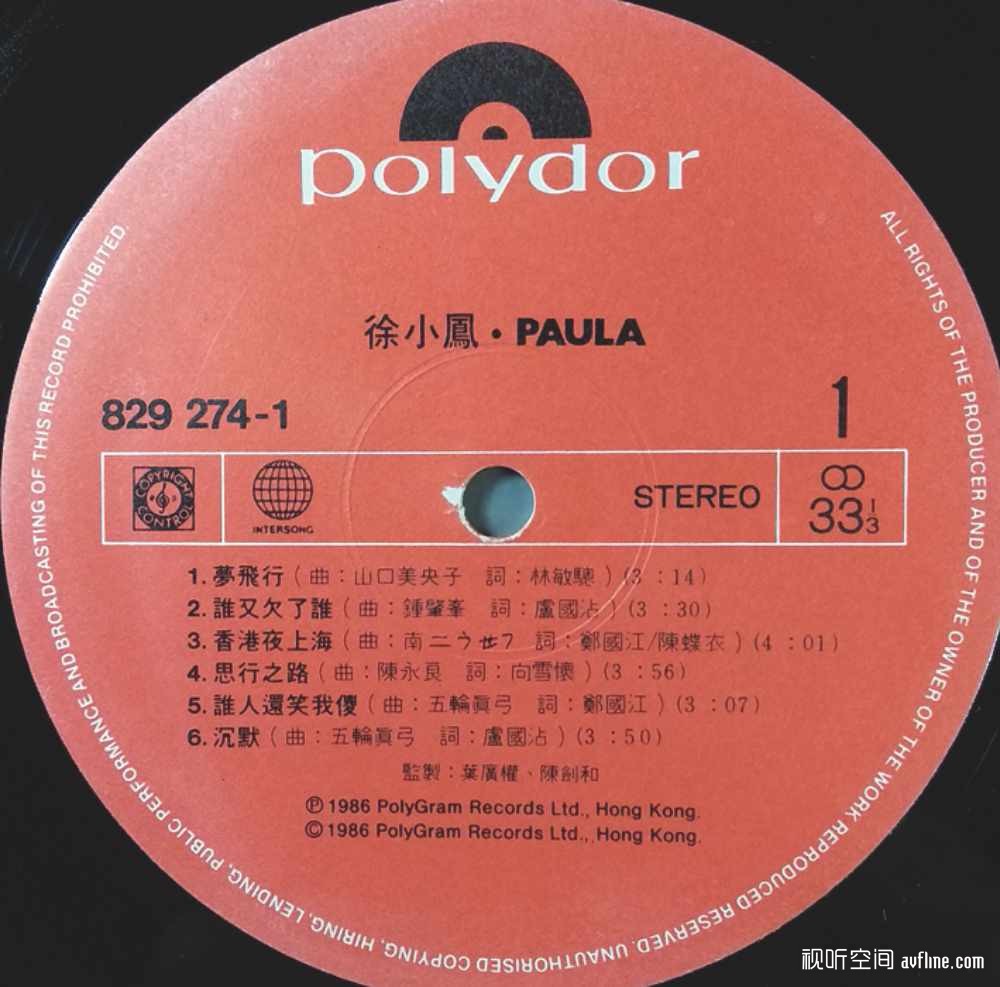 polydor
徐小鳳 · PAULA
829 274-1
1
COPYRIGHT CONTROL
INTERSONG
STEREO
33 1/3
1. 夢飛行 ( 曲 : 山口美央子 詞 : 林敏驄 ) (3 : 14)
2. 誰又欠了誰 ( 曲 : 鍾肇峯 詞 : 盧國沾 ) (3 : 30)
3. 香港夜上海 ( 曲 : 南こうせつ 詞 : 鄭國江/陳蝶衣 ) (4 : 01)
4. 思行之路 ( 曲 : 陳永良 詞 : 向雪懷 ) (3 : 56)
5. 誰人還笑我傻 ( 曲 : 五輪眞弓 詞 : 鄭國江 ) (3 : 07)
6. 沉默 ( 曲 : 五輪眞弓 詞 : 盧國沾 ) (3 : 50)
監製 : 葉廣權、陳創和
℗ 1986 PolyGram Records Ltd., Hong Kong.
© 1986 PolyGram Records Ltd., Hong Kong.
ALL RIGHTS OF THE PRODUCER AND OF THE OWNER OF THE WORK REPRODUCED RESERVED. UNAUTHORISED COPYING, HIRING, LENDING, PUBLIC PERFORMANCE AND BROADCASTING OF THIS RECORD PROHIBITED.
视听空间 avfline.com